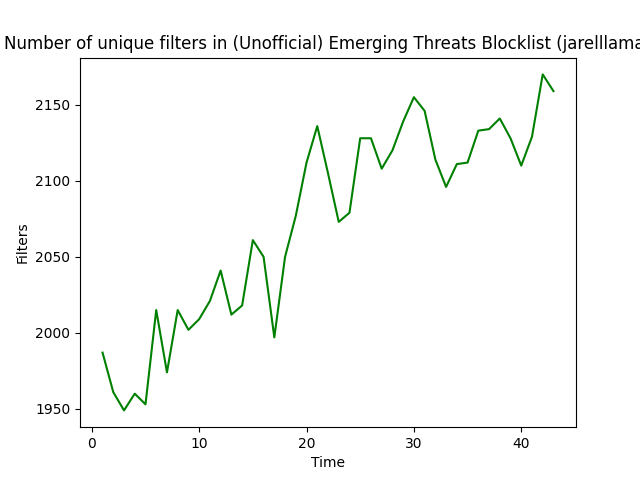 Number of unique filters in (Unofficial) Emerging Threats Blocklist (jarelllama
2150
2100
2050
2000
1950
Filters
0 10 20 30 40
Time